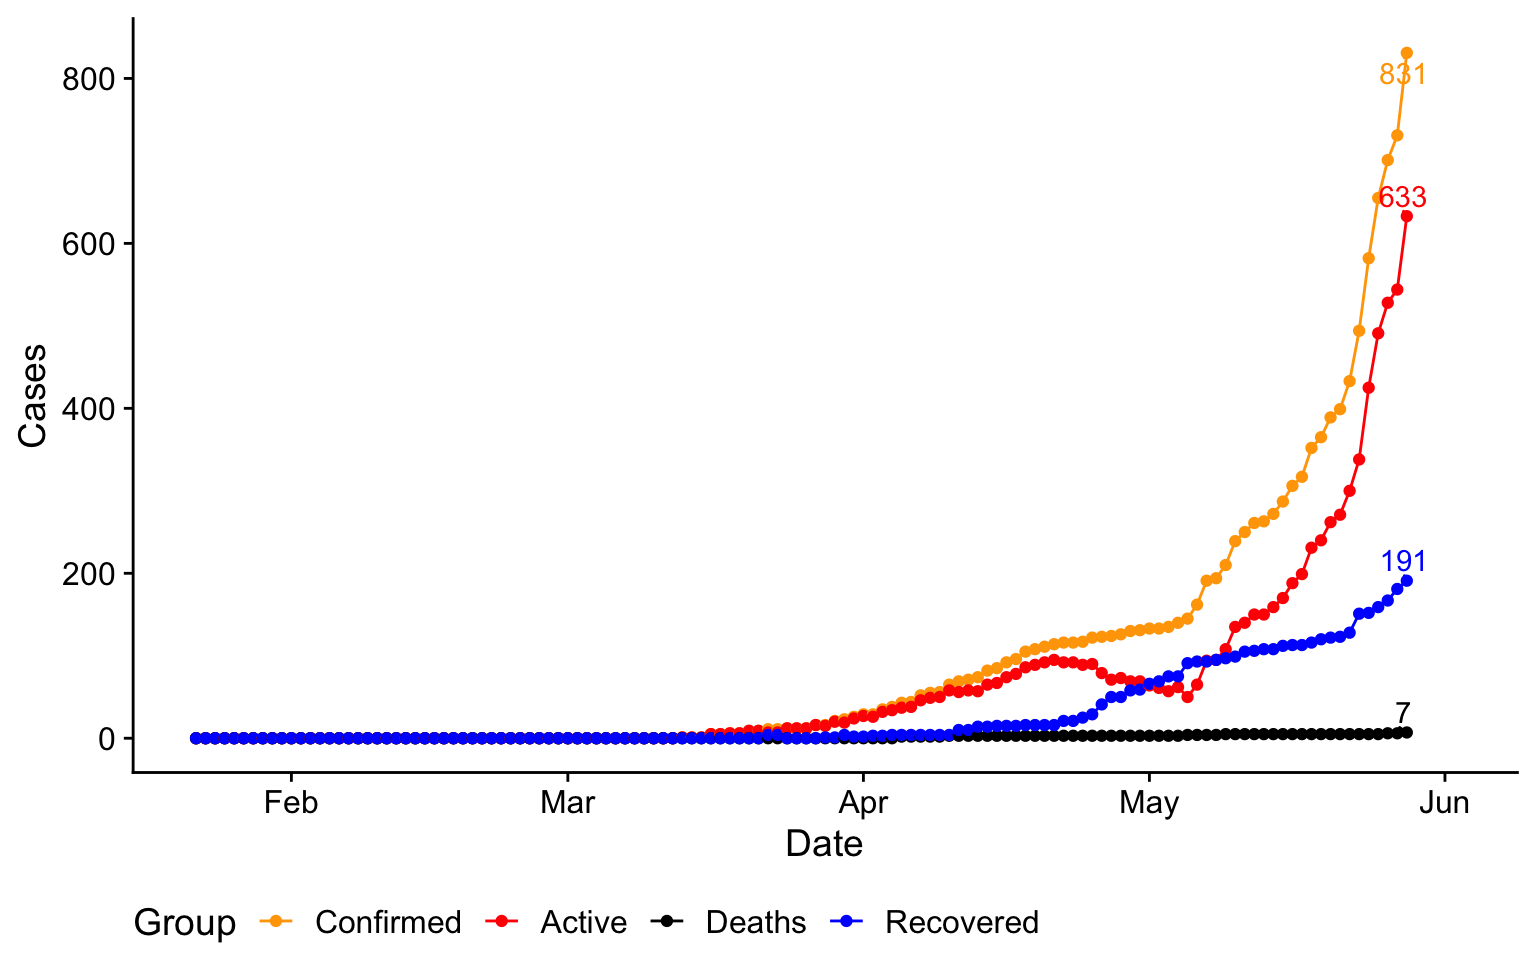 831
800
633
600
Cases
400
191
200
7
0
Feb Mar Apr May Jun
Date
Group Confirmed Active Deaths Recovered